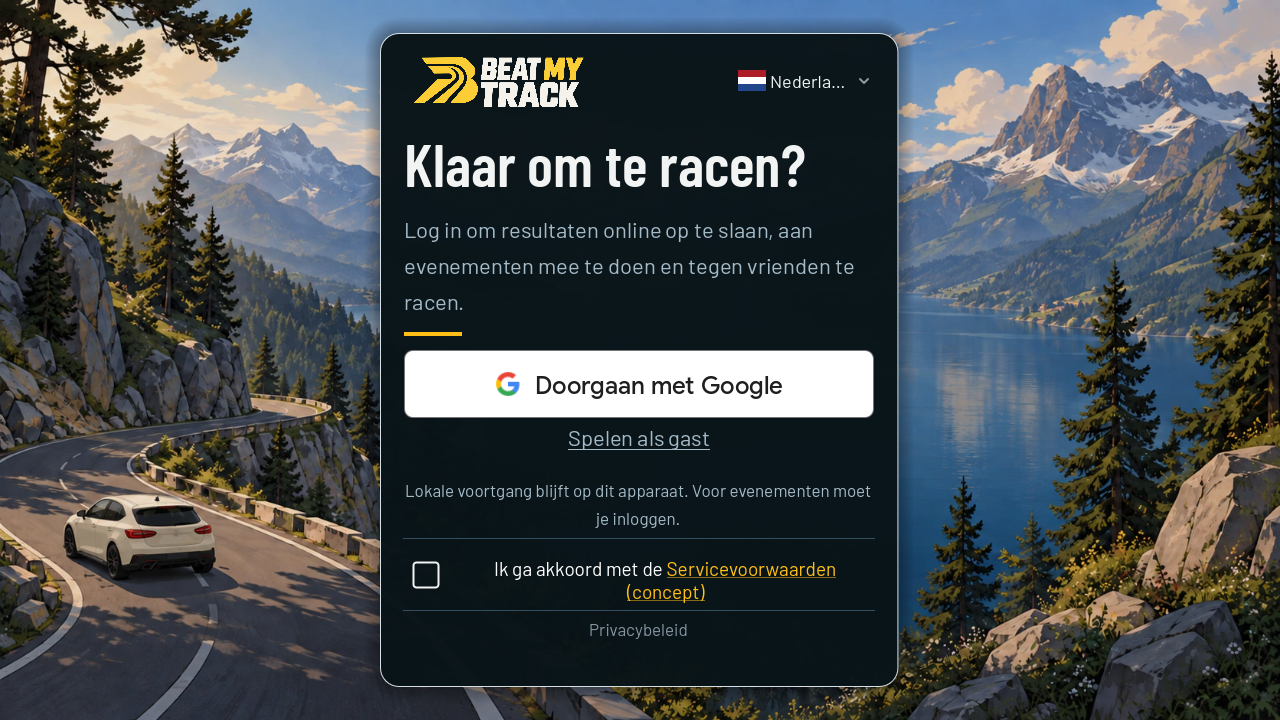 BEAT MY
TRACK
Nederla...
Klaar om te racen?
Log in om resultaten online op te slaan, aan
evenementen mee te doen en tegen vrienden te
racen.
Doorgaan met Google
Spelen als gast
Lokale voortgang blijft op dit apparaat. Voor evenementen moet
je inloggen.
Ik ga akkoord met de Servicevoorwaarden
(concept)
Privacybeleid